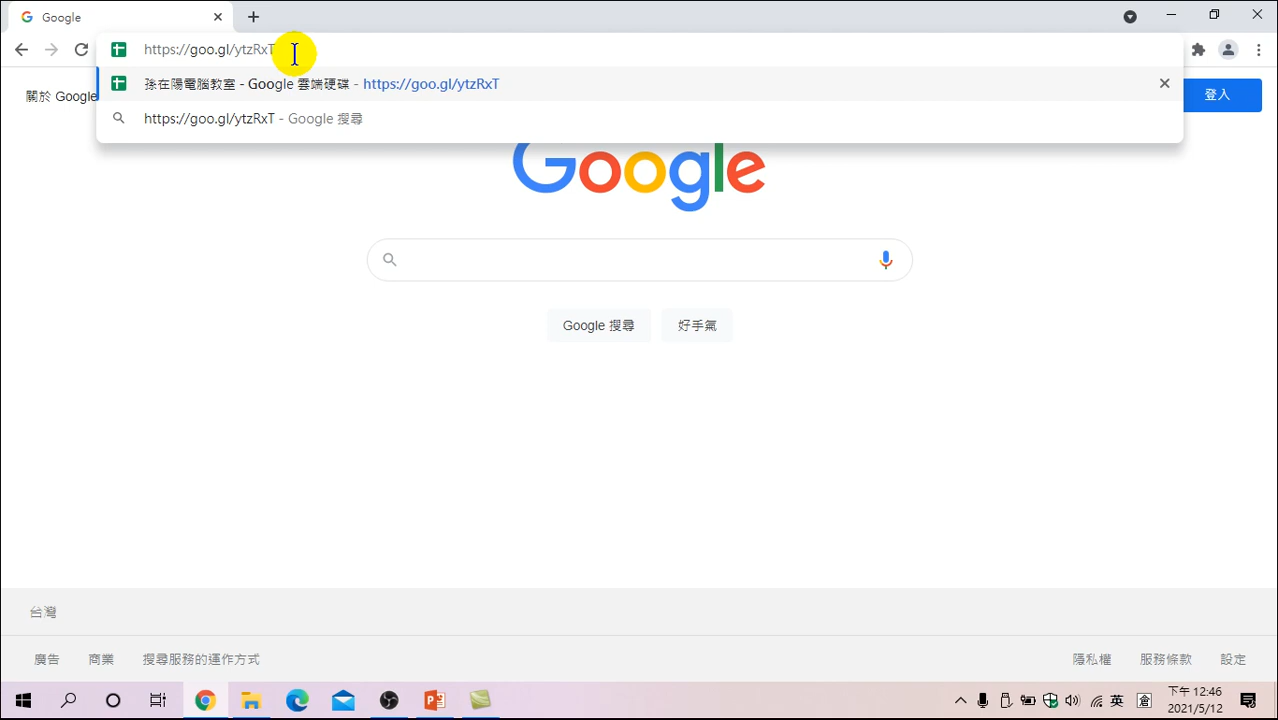 Google
https://goo.gl/ytzRxT
孫在陽電腦教室 - Google 雲端硬碟 - https://goo.gl/ytzRxT
https://goo.gl/ytzRxT - Google 搜尋
關於 Google
登入
Google
Google 搜尋
好手氣
台灣
廣告 商業 搜尋服務的運作方式
隱私權 服務條款 設定
英 倉
下午 12:46
2021/5/12